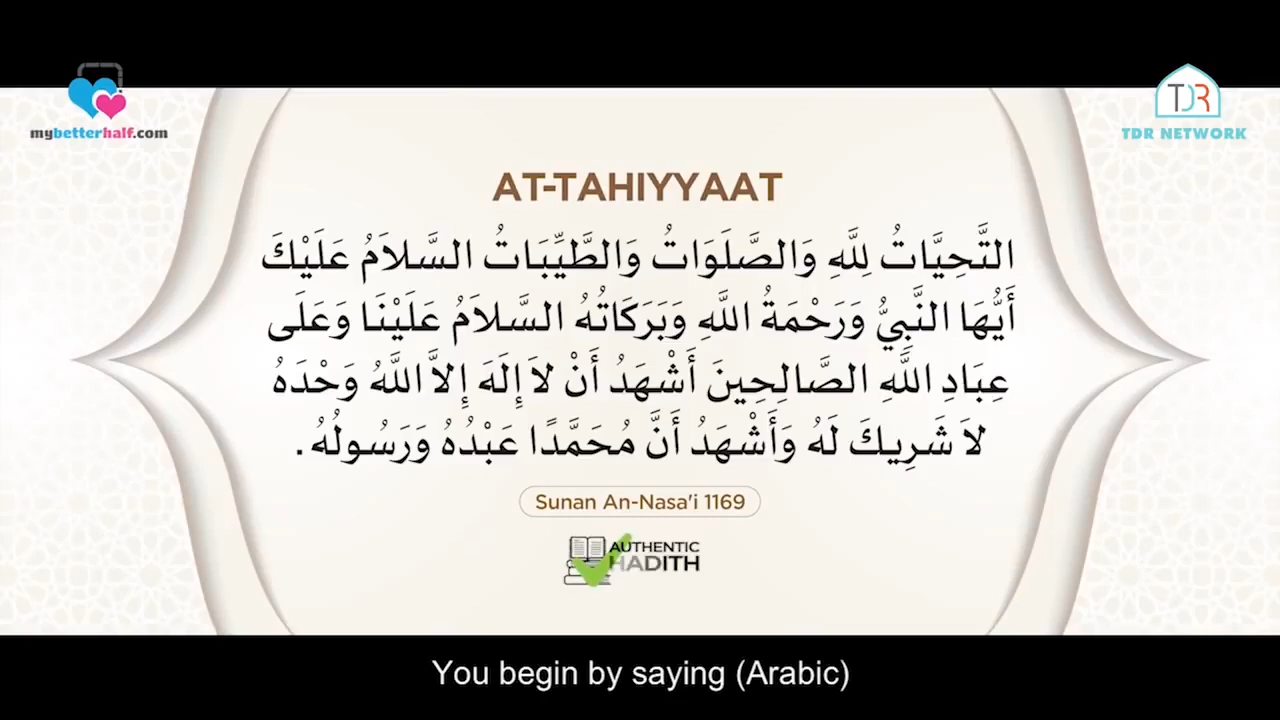 mybetterhalf.com
TDR
TDR NETWORK
AT-TAHIYYAAT
التَّحِيَّاتُ لِلَّهِ وَالصَّلَوَاتُ وَالطَّيِّبَاتُ السَّلاَمُ عَلَيْكَ
أَيُّهَا النَّبِيُّ وَرَحْمَةُ اللَّهِ وَبَرَكَاتُهُ السَّلاَمُ عَلَيْنَا وَعَلَى
عِبَادِ اللَّهِ الصَّالِحِينَ أَشْهَدُ أَنْ لاَ إِلَهَ إِلاَّ اللَّهُ وَحْدَهُ
لاَ شَرِيكَ لَهُ وَأَشْهَدُ أَنَّ مُحَمَّدًا عَبْدُهُ وَرَسُولُهُ.
Sunan An-Nasa'i 1169
AUTHENTIC
HADITH
You begin by saying (Arabic)